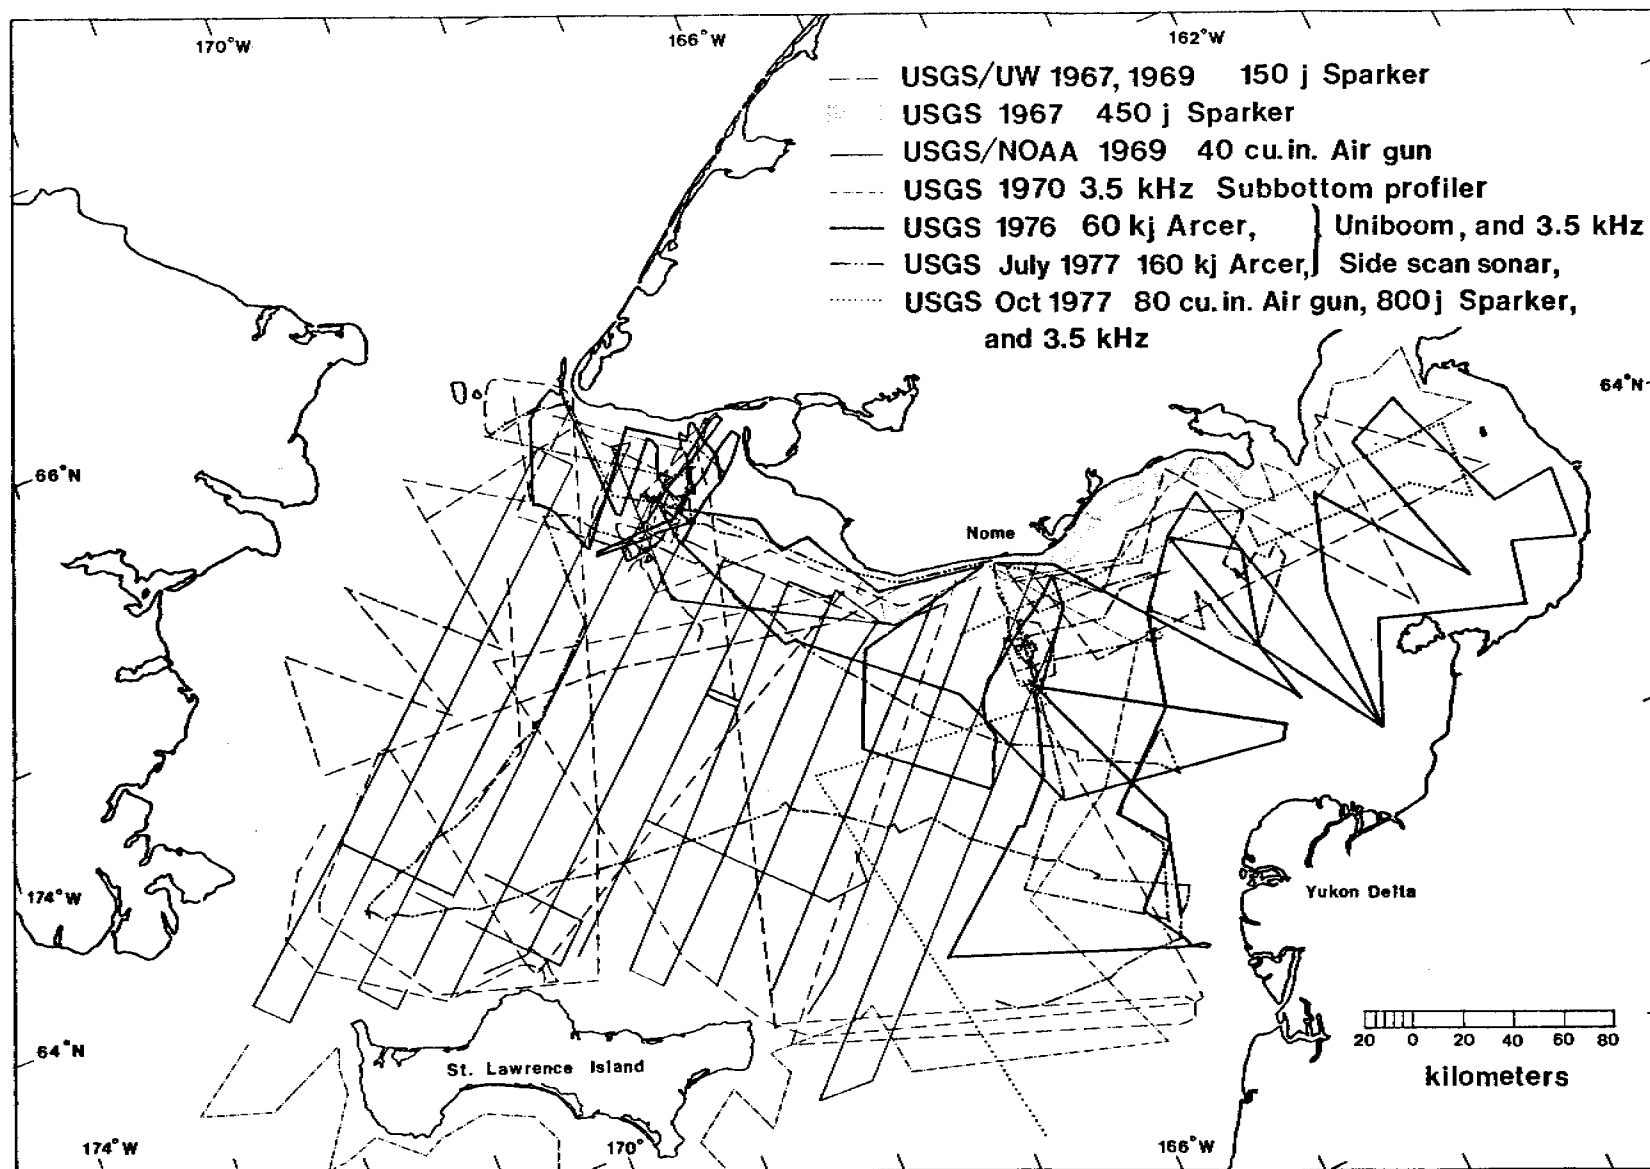 170°W
166°W
162°W
USGS/UW 1967, 1969 150 j Sparker
USGS 1967 450 j Sparker
USGS/NOAA 1969 40 cu.in. Air gun
USGS 1970 3.5 kHz Subbottom profiler
USGS 1976 60 kj Arcer, Uniboom, and 3.5 kHz
USGS July 1977 160 kj Arcer, Side scan sonar,
USGS Oct 1977 80 cu.in. Air gun, 800 j Sparker,
and 3.5 kHz
64°N
66°N
Nome
174°W
Yukon Delta
64°N
St. Lawrence Island
20 0 20 40 60 80
kilometers
174°W
170°
166°W